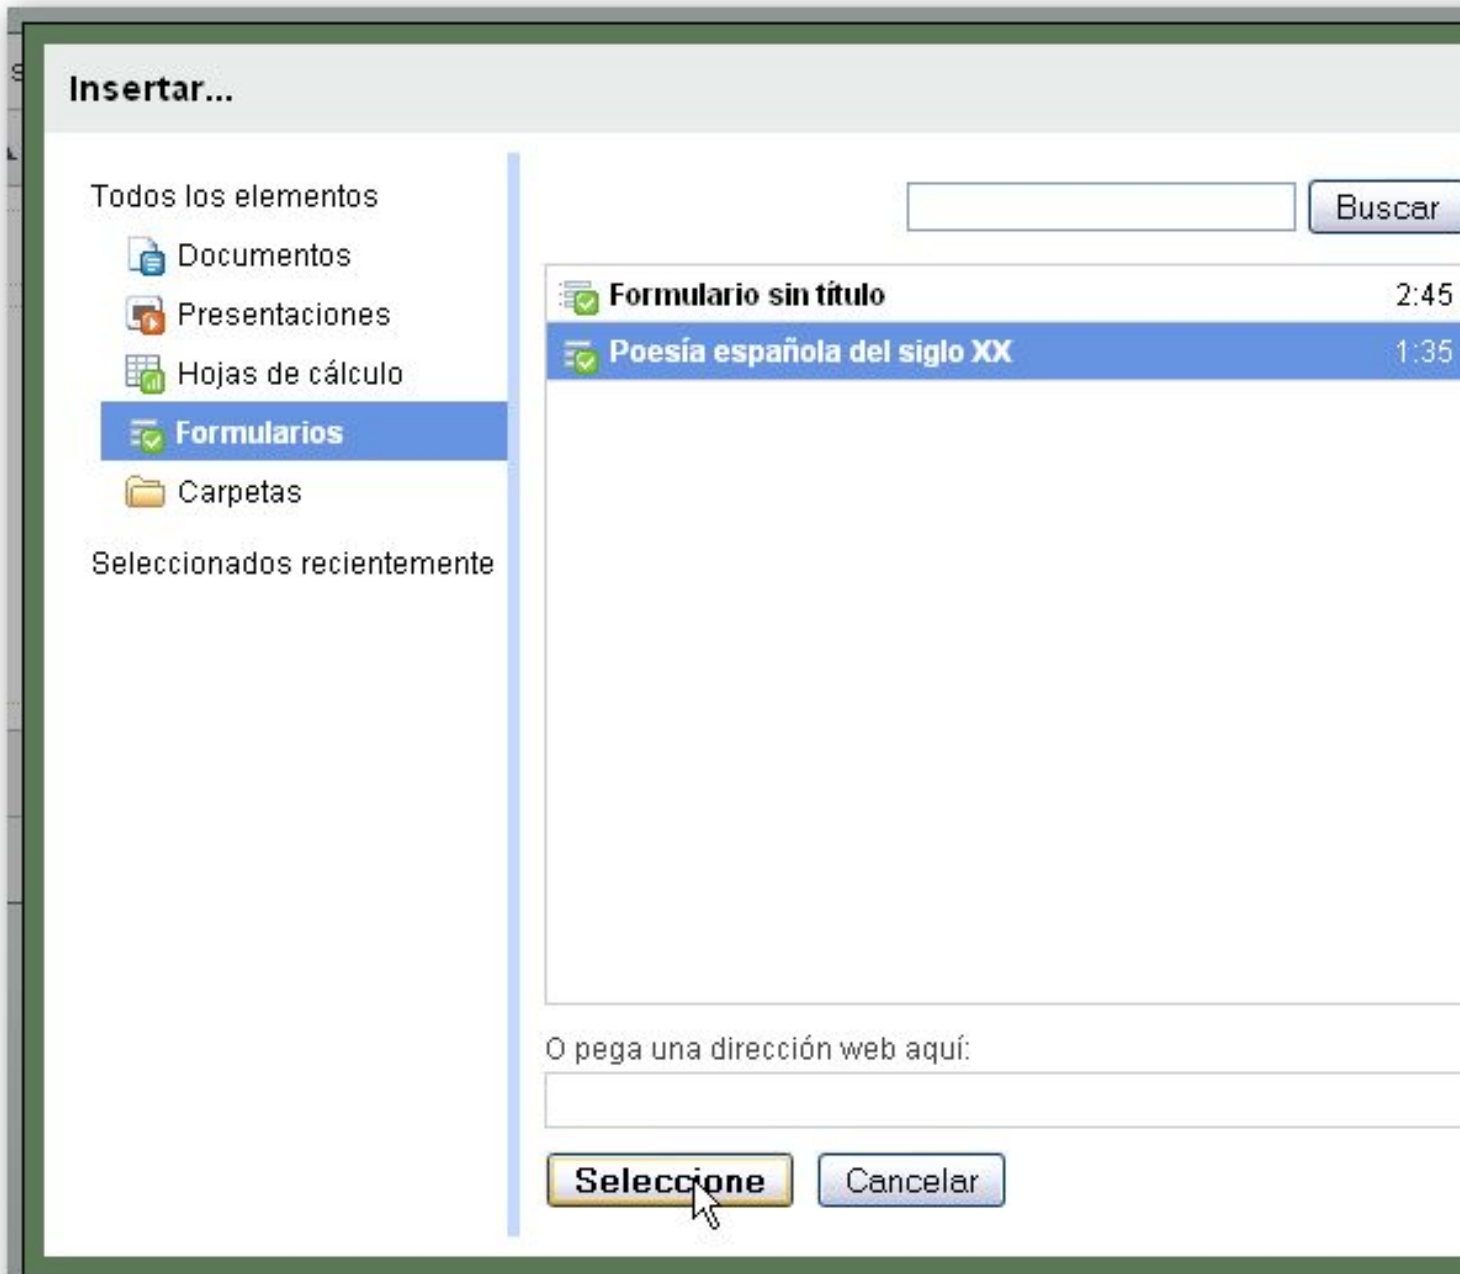 Insertar...
Todos los elementos
Documentos
Presentaciones
Hojas de cálculo
Formularios
Carpetas
Seleccionados recientemente
Buscar
Formulario sin título 2:45
Poesía española del siglo XX 1:35
O pega una dirección web aquí:
Seleccione Cancelar